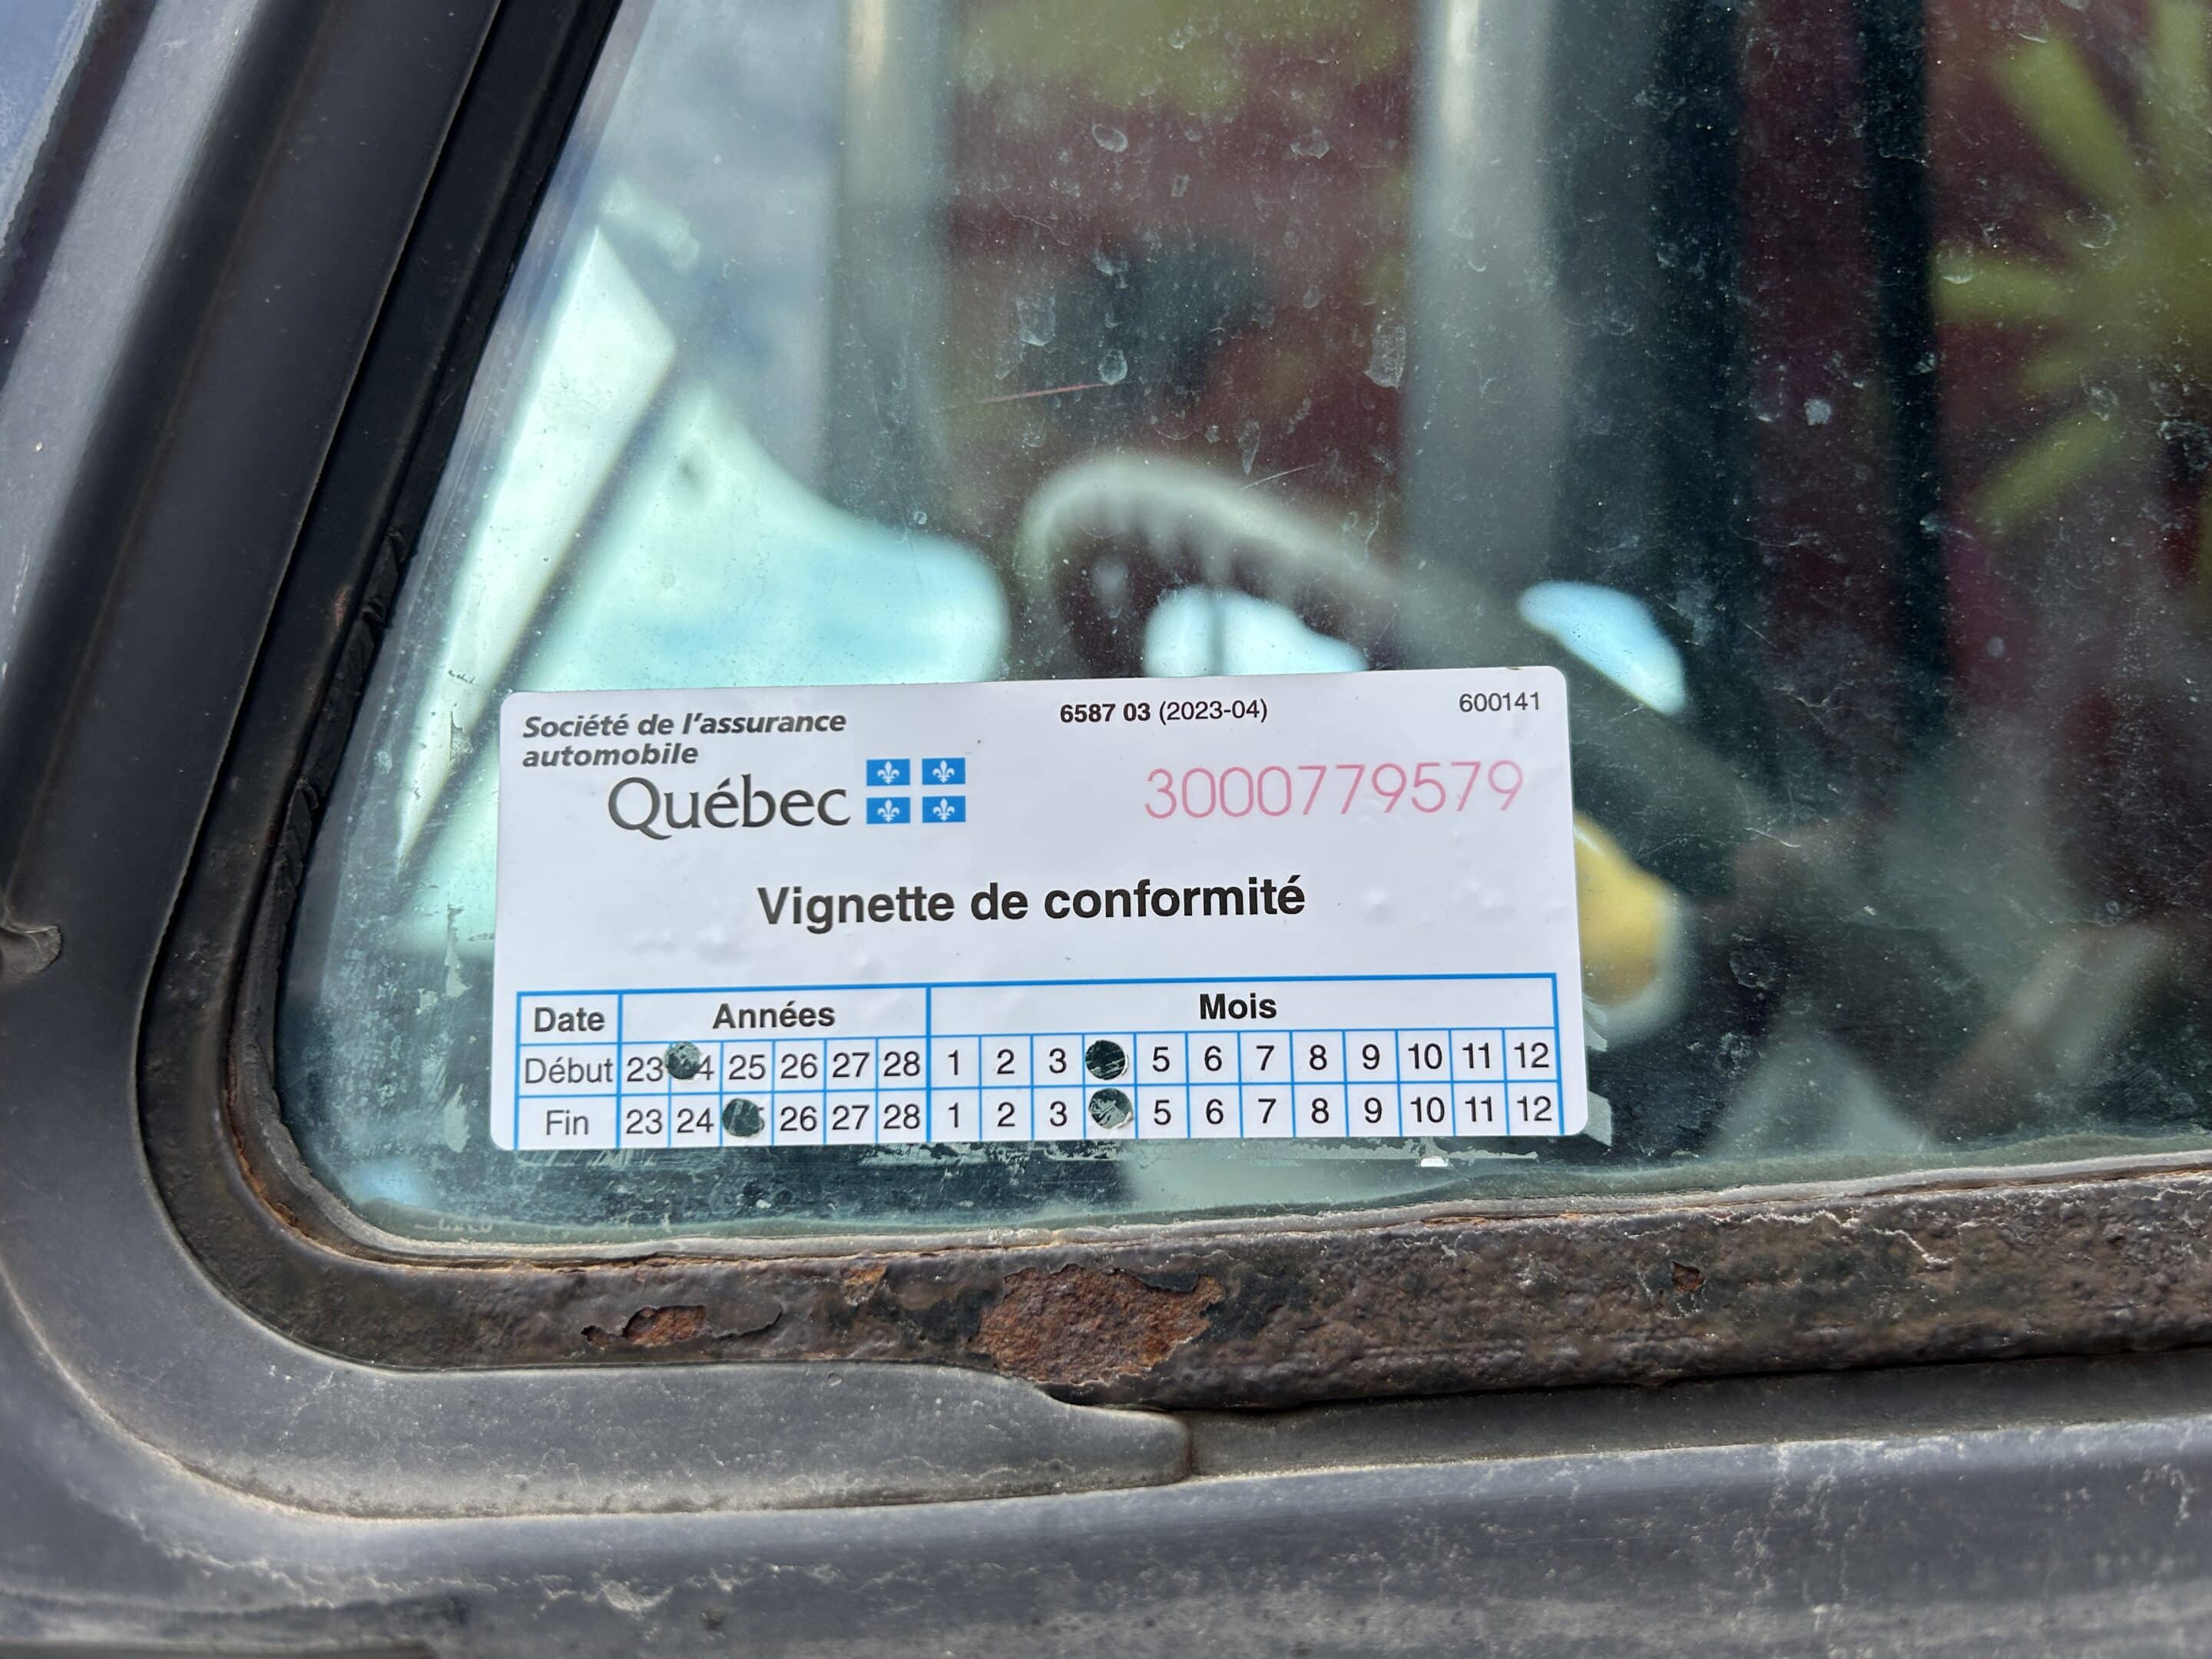 Société de l'assurance
automobile
Québec
6587 03 (2023-04)
600141
3000779579
Vignette de conformité
Date Années Mois
Début 23 4 25 26 27 28 1 2 3 5 6 7 8 9 10 11 12
Fin 23 24 26 27 28 1 2 3 5 6 7 8 9 10 11 12